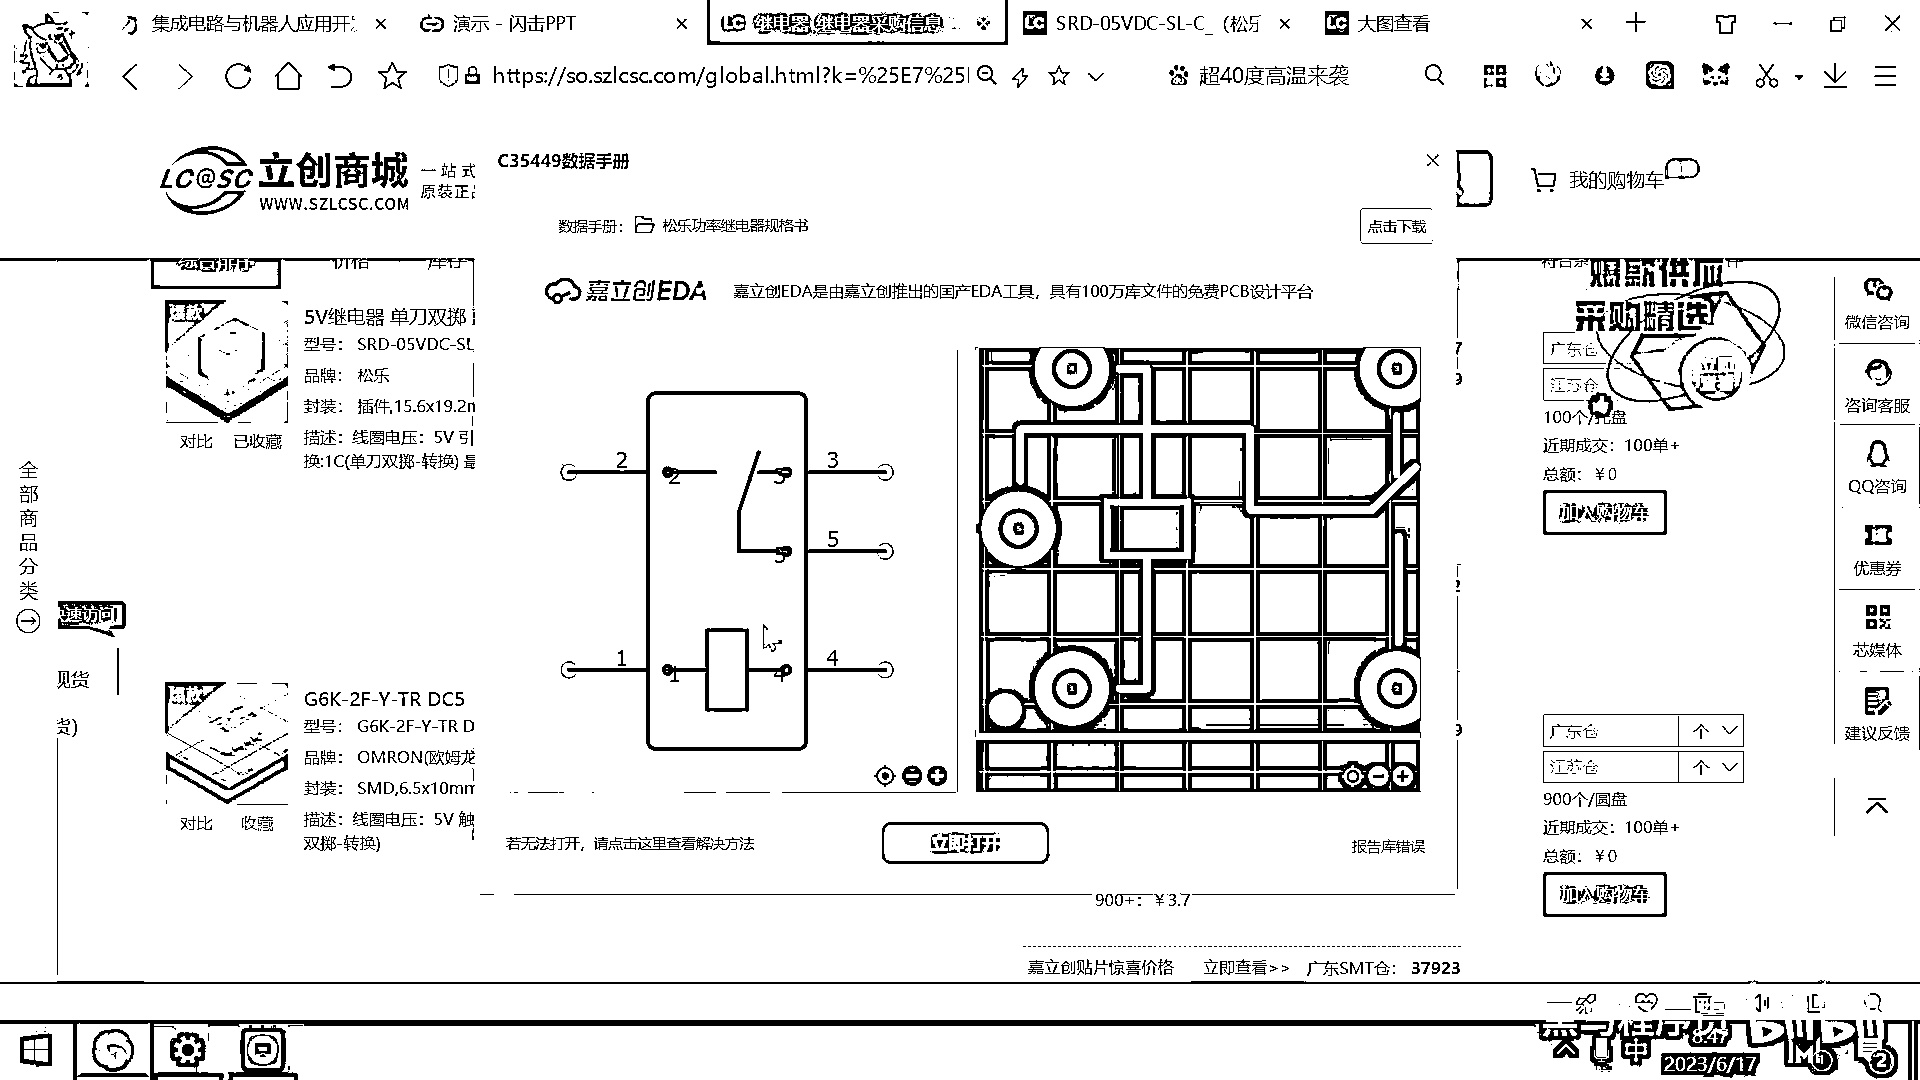 集成电路与机器人应用开发
演示 - 闪击PPT
继电器,继电器采购信息
SRD-05VDC-SL-C_（松乐
大图查看
https://so.szlcsc.com/global.html?k=%25E7%25
超40度高温来袭
LC@SC 立创商城
WWW.SZLCSC.COM
一站式
原装正品
C35449数据手册
我的购物车
数据手册：
松乐功率继电器规格书
点击下载
价格
库存
嘉立创EDA
嘉立创EDA是由嘉立创推出的国产EDA工具，具有100万库文件的免费PCB设计平台
5V继电器 单刀双掷
型号： SRD-05VDC-SL
品牌： 松乐
封装： 插件,15.6x19.2m
描述：线圈电压：5V 引
换:1C(单刀双掷-转换) 最
对比
已收藏
2
2
3
3
5
5
1
1
4
4
采购精选
广东仓
江苏仓
100个/托盘
近期成交：100单+
总额：￥0
加入购物车
微信咨询
咨询客服
QQ咨询
优惠券
芯媒体
建议反馈
全部商品分类
快速访问
现货
货)
G6K-2F-Y-TR DC5
型号： G6K-2F-Y-TR D
品牌： OMRON(欧姆龙
封装： SMD,6.5x10mm
描述：线圈电压：5V 触
双掷-转换)
对比
收藏
若无法打开，请点击这里查看解决方法
立即打开
报告库错误
广东仓 个
江苏仓 个
900个/圆盘
近期成交：100单+
总额：￥0
加入购物车
900+：￥3.7
嘉立创贴片惊喜价格
立即查看>>
广东SMT仓：37923
黑马程序员
中
8:47
2023/6/17
2